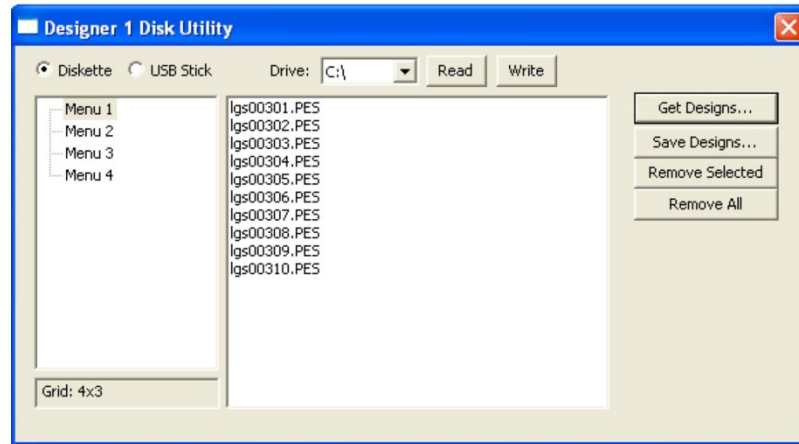 Designer 1 Disk Utility
Diskette USB Stick Drive: C:\ Read Write
Menu 1
Menu 2
Menu 3
Menu 4
Grid: 4x3
lgs00301.PES
lgs00302.PES
lgs00303.PES
lgs00304.PES
lgs00305.PES
lgs00306.PES
lgs00307.PES
lgs00308.PES
lgs00309.PES
lgs00310.PES
Get Designs...
Save Designs...
Remove Selected
Remove All